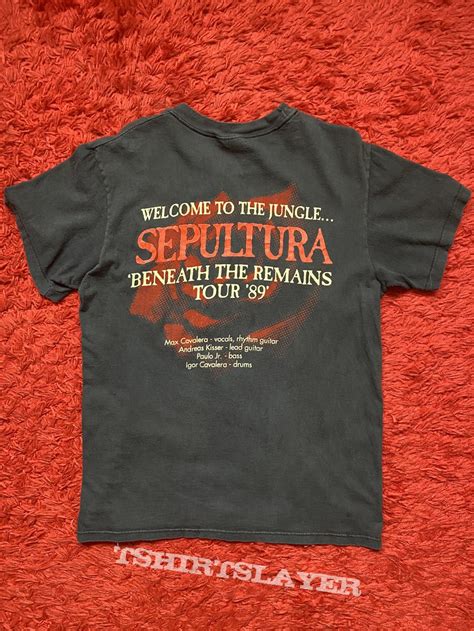 WELCOME TO THE JUNGLE...
SEPULTURA
'BENEATH THE REMAINS
TOUR '89'
Max Cavalera - vocals, rhythm guitar
Andreas Kisser - lead guitar
Paulo Jr. - bass
Igor Cavalera - drums
TSHIRTSLAYER